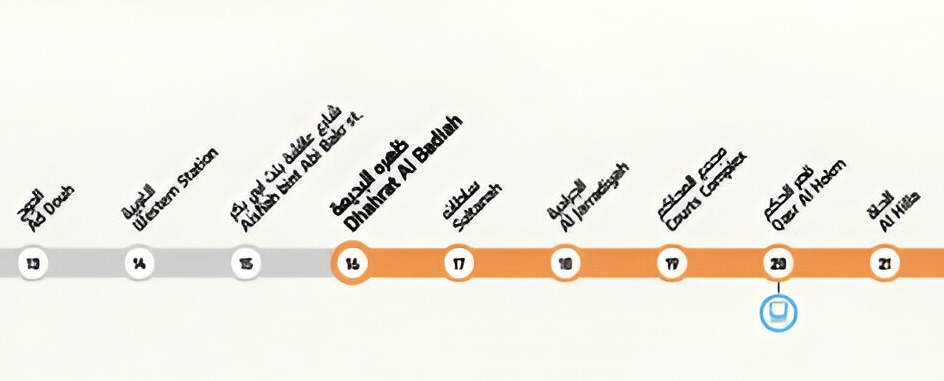 الدوح
Ad Douh
الغربية
Western Station
شارع عائشة بنت أبي بكر
Aishah bint Abi Bakr st.
ظهرة البديعة
Dhahrat Al Badiah
سلطانة
Sultanah
الجرادية
Al Jarradiyah
مجمع المحاكم
Courts Complex
قصر الحكم
Qasr Al Hokm
الحلة
Al Hilla
13 14 15 16 17 18 19 20 21